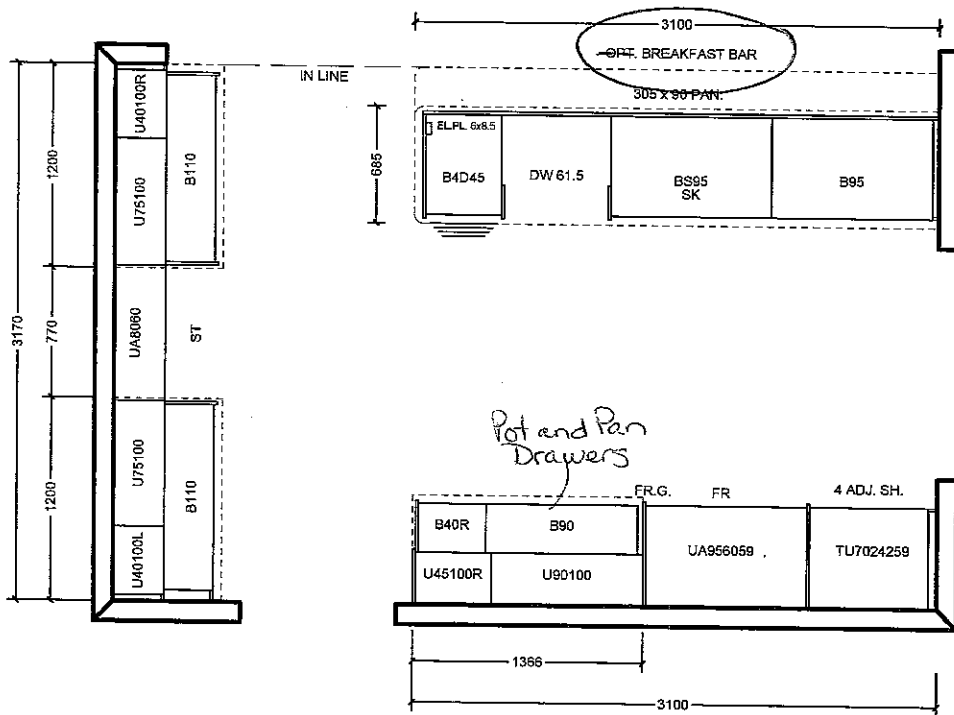 3100
OPT. BREAKFAST BAR
IN LINE
305 x 90 PAN.
EL.PL. 6x8.5
B4D45
DW 61.5
BS95
SK
B95
685
U40100R
B110
U75100
1200
3170
770
UA8060
ST
1200
U75100
B110
U40100L
Pot and Pan
Drawers
FR.G.
FR
4 ADJ. SH.
B40R
B90
UA956059
TU7024259
U45100R
U90100
1366
3100